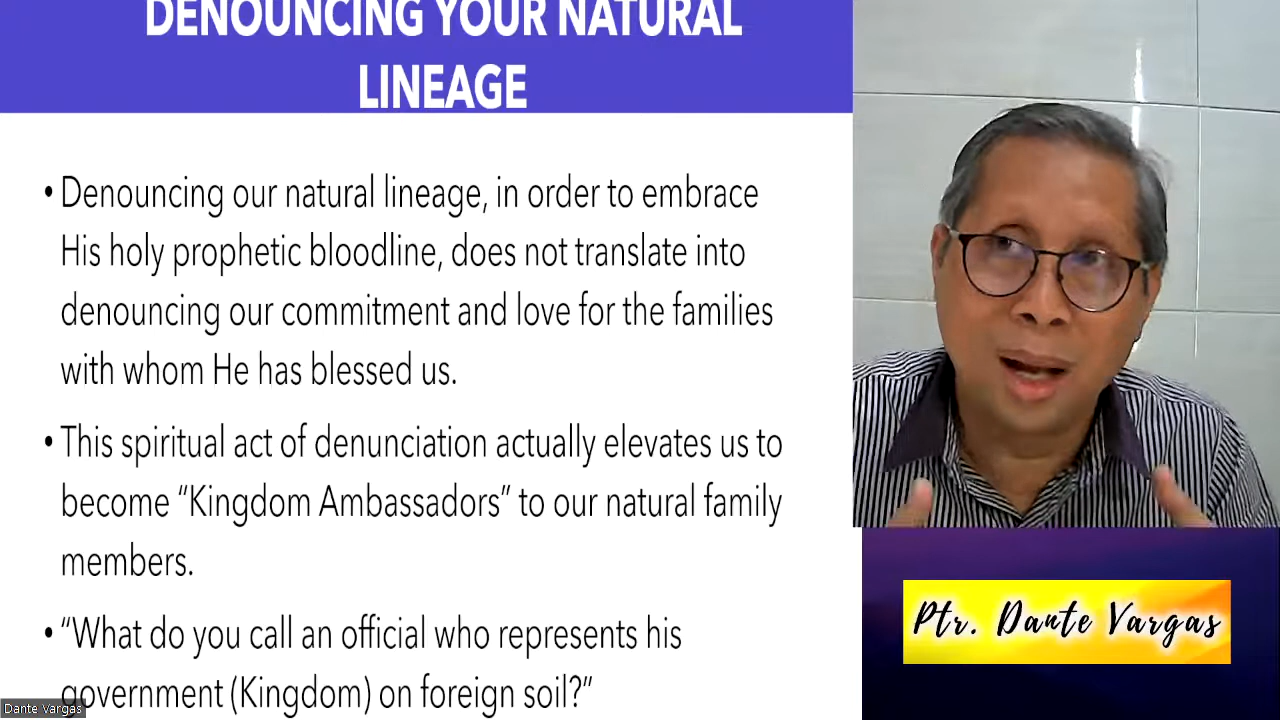 DENOUNCING YOUR NATURAL
LINEAGE
• Denouncing our natural lineage, in order to embrace
His holy prophetic bloodline, does not translate into
denouncing our commitment and love for the families
with whom He has blessed us.
• This spiritual act of denunciation actually elevates us to
become “Kingdom Ambassadors” to our natural family
members.
• “What do you call an official who represents his
government (Kingdom) on foreign soil?”
Ptr. Dante Vargas
Dante Vargas